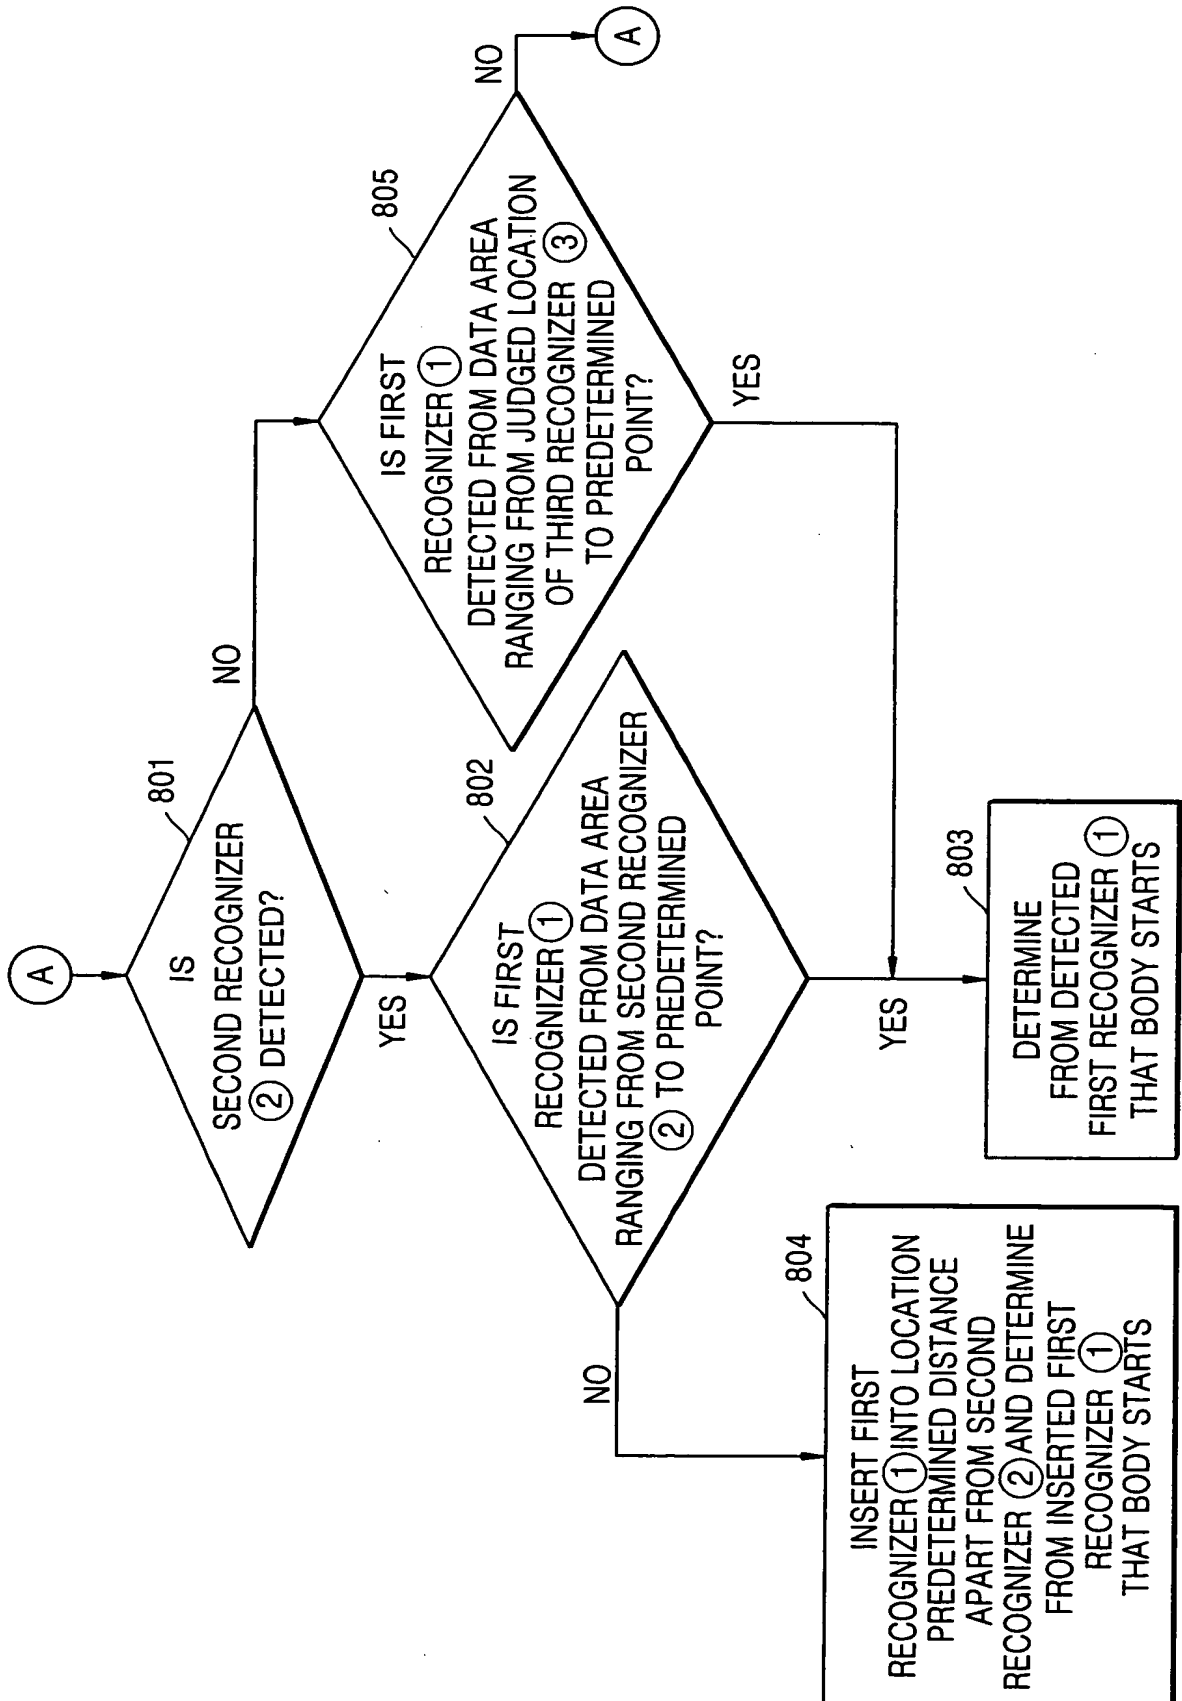 A
IS
SECOND RECOGNIZER
② DETECTED?
801
NO
YES
IS FIRST
RECOGNIZER ①
DETECTED FROM DATA AREA
RANGING FROM SECOND RECOGNIZER
② TO PREDETERMINED
POINT?
802
NO
YES
IS FIRST
RECOGNIZER ①
DETECTED FROM DATA AREA
RANGING FROM JUDGED LOCATION
OF THIRD RECOGNIZER ③
TO PREDETERMINED
POINT?
805
NO
A
YES
INSERT FIRST
RECOGNIZER ① INTO LOCATION
PREDETERMINED DISTANCE
APART FROM SECOND
RECOGNIZER ② AND DETERMINE
FROM INSERTED FIRST
RECOGNIZER ①
THAT BODY STARTS
804
DETERMINE
FROM DETECTED
FIRST RECOGNIZER ①
THAT BODY STARTS
803